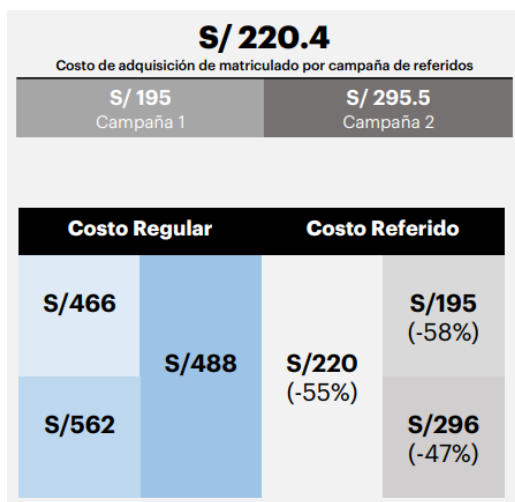 S/ 220.4
Costo de adquisición de matriculado por campaña de referidos
S/ 195
Campaña 1
S/ 295.5
Campaña 2
Costo Regular
Costo Referido
S/466
S/562
S/488
S/220
(-55%)
S/195
(-58%)
S/296
(-47%)